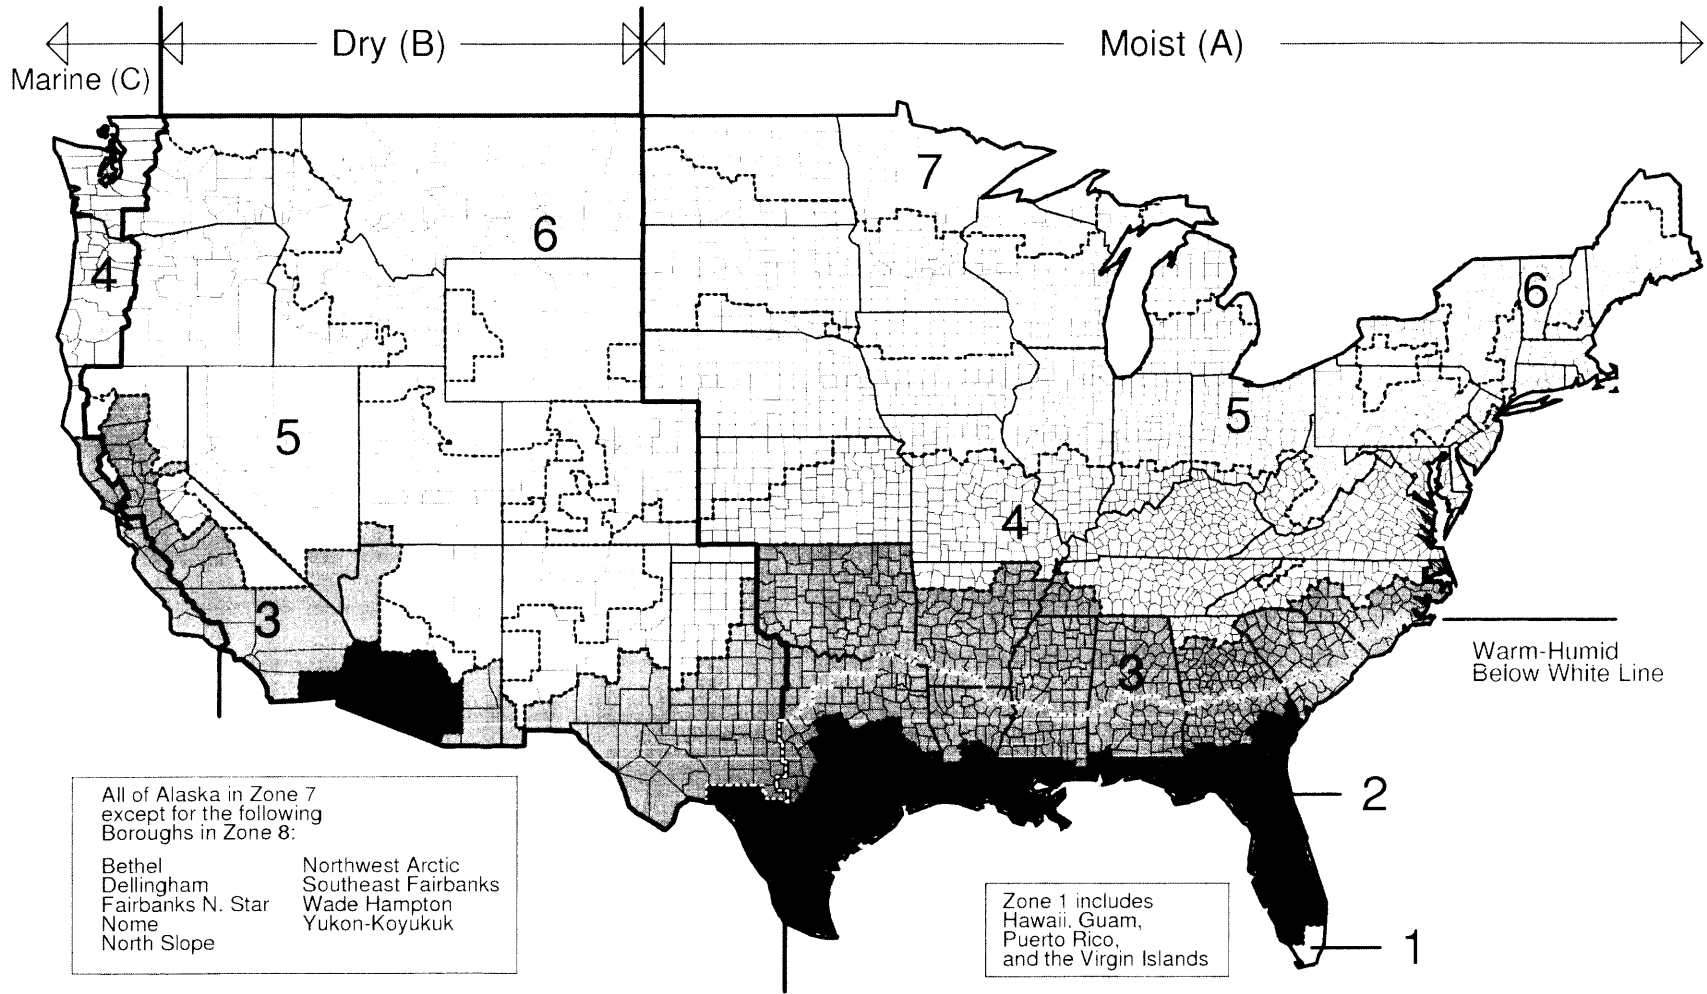 Dry (B)
Moist (A)
Marine (C)
7
6
4
6
5
5
4
3
3
Warm-Humid
Below White Line
2
All of Alaska in Zone 7
except for the following
Boroughs in Zone 8:
Bethel Northwest Arctic
Dellingham Southeast Fairbanks
Fairbanks N. Star Wade Hampton
Nome Yukon-Koyukuk
North Slope
Zone 1 includes
Hawaii, Guam,
Puerto Rico,
and the Virgin Islands
1